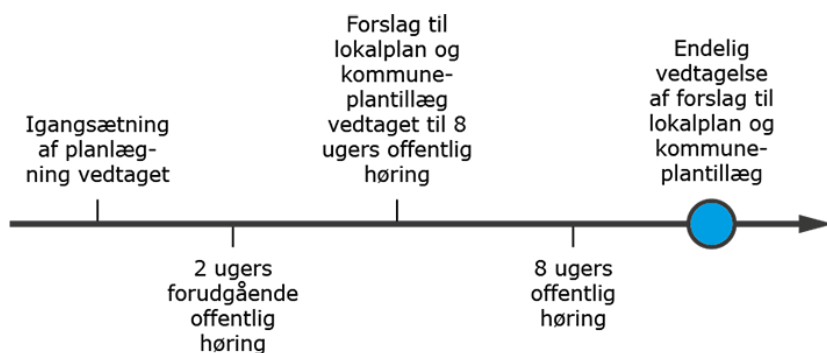 Igangsætning
af planlæg-
ning vedtaget
2 ugers
forudgående
offentlig
høring
Forslag til
lokalplan og
kommune-
plantillæg
vedtaget til 8
ugers offentlig
høring
8 ugers
offentlig
høring
Endelig
vedtagelse
af forslag til
lokalplan og
kommune-
plantillæg